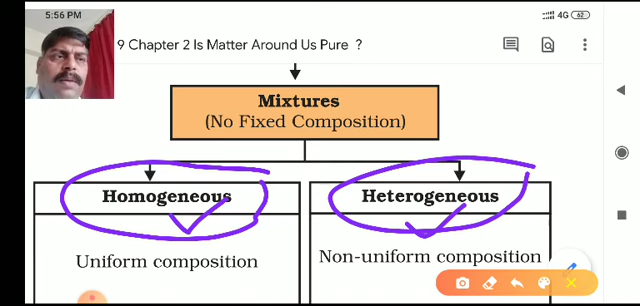 5:56 PM
4G 62
9 Chapter 2 Is Matter Around Us Pure ?
Mixtures
(No Fixed Composition)
Homogeneous
Heterogeneous
Uniform composition
Non-uniform composition